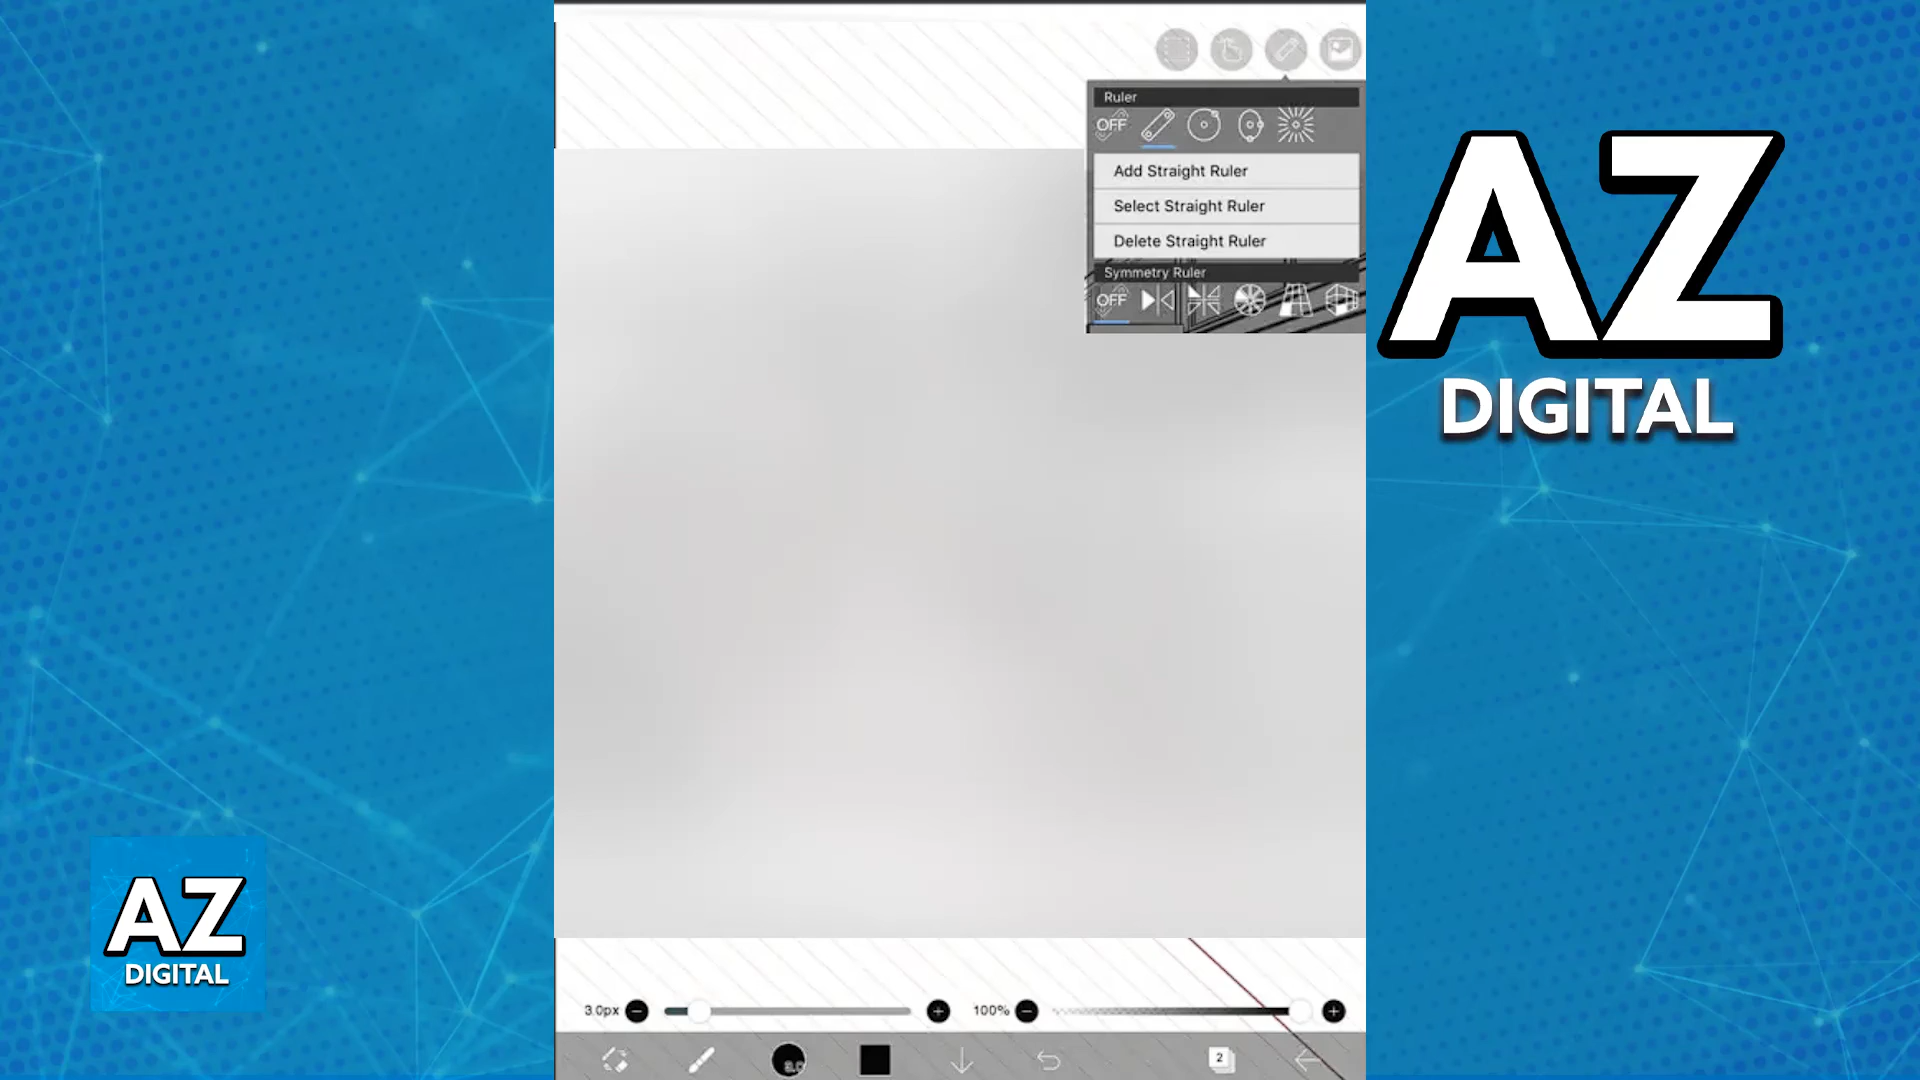 Ruler
OFF
Add Straight Ruler
Select Straight Ruler
Delete Straight Ruler
Symmetry Ruler
OFF
AZ
DIGITAL
AZ
DIGITAL
3.0px
100%
2